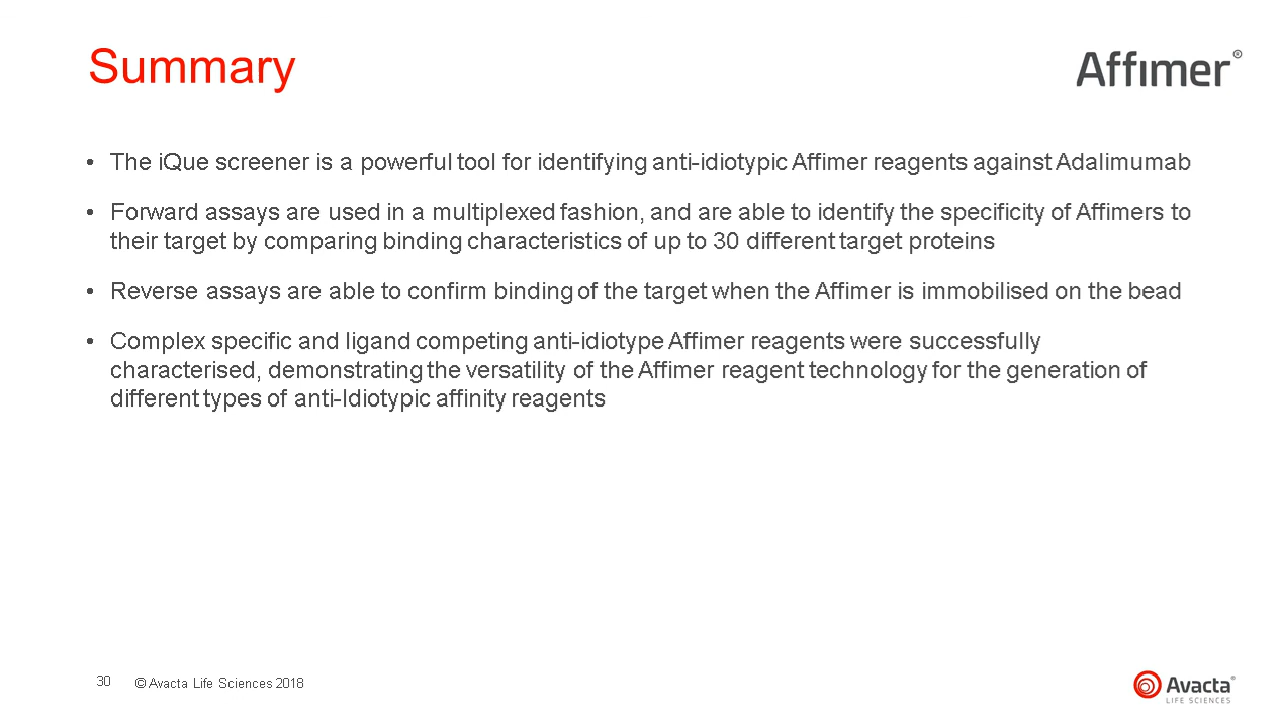 Summary
Affimer®
• The iQue screener is a powerful tool for identifying anti-idiotypic Affimer reagents against Adalimumab
• Forward assays are used in a multiplexed fashion, and are able to identify the specificity of Affimers to
their target by comparing binding characteristics of up to 30 different target proteins
• Reverse assays are able to confirm binding of the target when the Affimer is immobilised on the bead
• Complex specific and ligand competing anti-idiotype Affimer reagents were successfully
characterised, demonstrating the versatility of the Affimer reagent technology for the generation of
different types of anti-Idiotypic affinity reagents
30 © Avacta Life Sciences 2018
Avacta®
LIFE SCIENCES